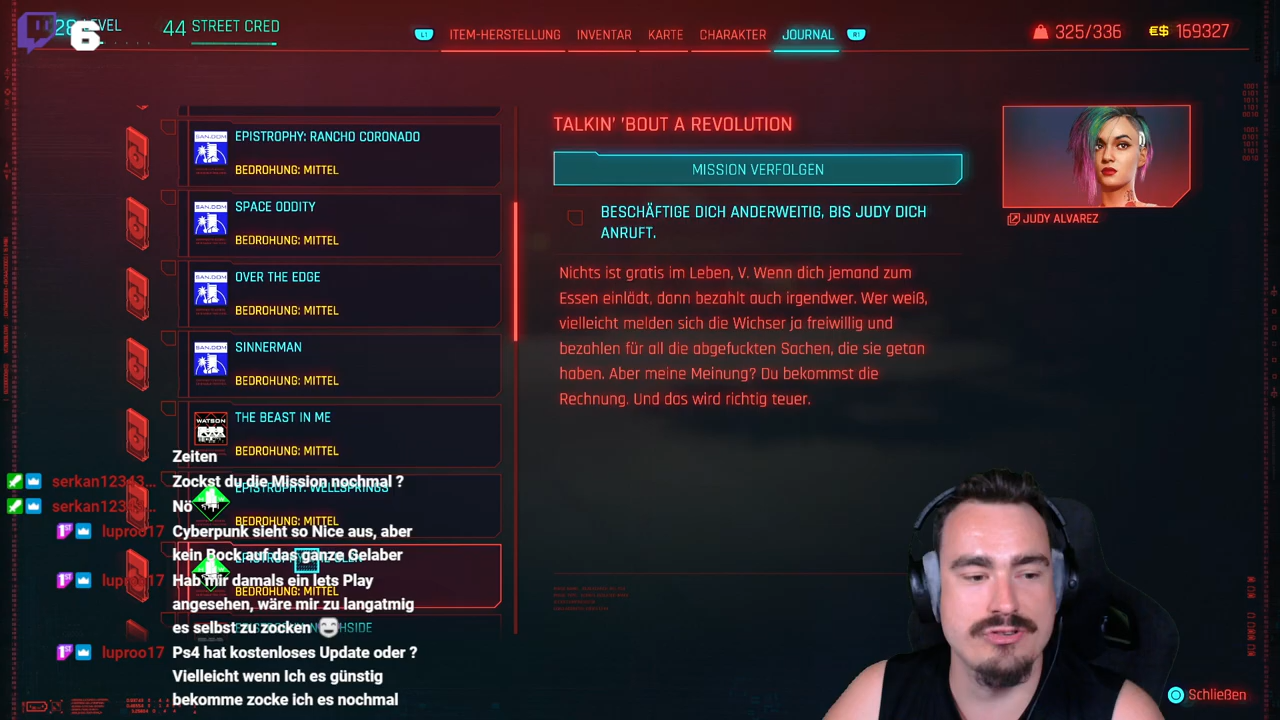 28 LEVEL
6
44 STREET CRED
L1
ITEM-HERSTELLUNG
INVENTAR
KARTE
CHARAKTER
JOURNAL
R1
325/336
€$ 169327
EPISTROPHY: RANCHO CORONADO
BEDROHUNG: MITTEL
SPACE ODDITY
BEDROHUNG: MITTEL
OVER THE EDGE
BEDROHUNG: MITTEL
SINNERMAN
BEDROHUNG: MITTEL
WATSON
THE BEAST IN ME
BEDROHUNG: MITTEL
EPISTROPHY: WELLSPRINGS
BEDROHUNG: MITTEL
BEDROHUNG: MITTEL
TALKIN' 'BOUT A REVOLUTION
MISSION VERFOLGEN
BESCHÄFTIGE DICH ANDERWEITIG, BIS JUDY DICH
ANRUFT.
Nichts ist gratis im Leben, V. Wenn dich jemand zum
Essen einlädt, dann bezahlt auch irgendwer. Wer weiß,
vielleicht melden sich die Wichser ja freiwillig und
bezahlen für all die abgefuckten Sachen, die sie getan
haben. Aber meine Meinung? Du bekommst die
Rechnung. Und das wird richtig teuer.
JUDY ALVAREZ
Zeiten
serkan12343... Zockst du die Mission nochmal ?
Nö
luproo17 Cyberpunk sieht so Nice aus, aber
kein Bock auf das ganze Gelaber
Hab mir damals ein lets Play
angesehen, wäre mir zu langatmig
es selbst zu zocken
luproo17 Ps4 hat kostenloses Update oder ?
Vielleicht wenn Ich es günstig
bekomme zocke ich es nochmal
Schließen